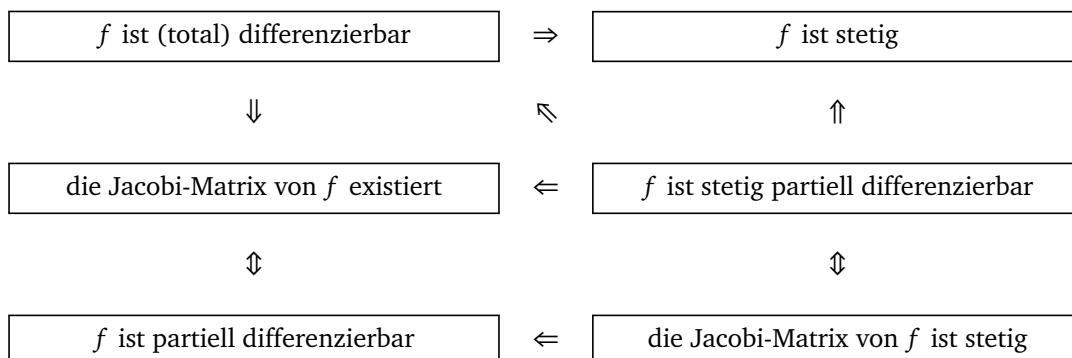 f ist (total) differenzierbar ⇒ f ist stetig
⇓ ⇖ ⇑
die Jacobi-Matrix von f existiert ⇐ f ist stetig partiell differenzierbar
⇕ ⇕
f ist partiell differenzierbar ⇐ die Jacobi-Matrix von f ist stetig